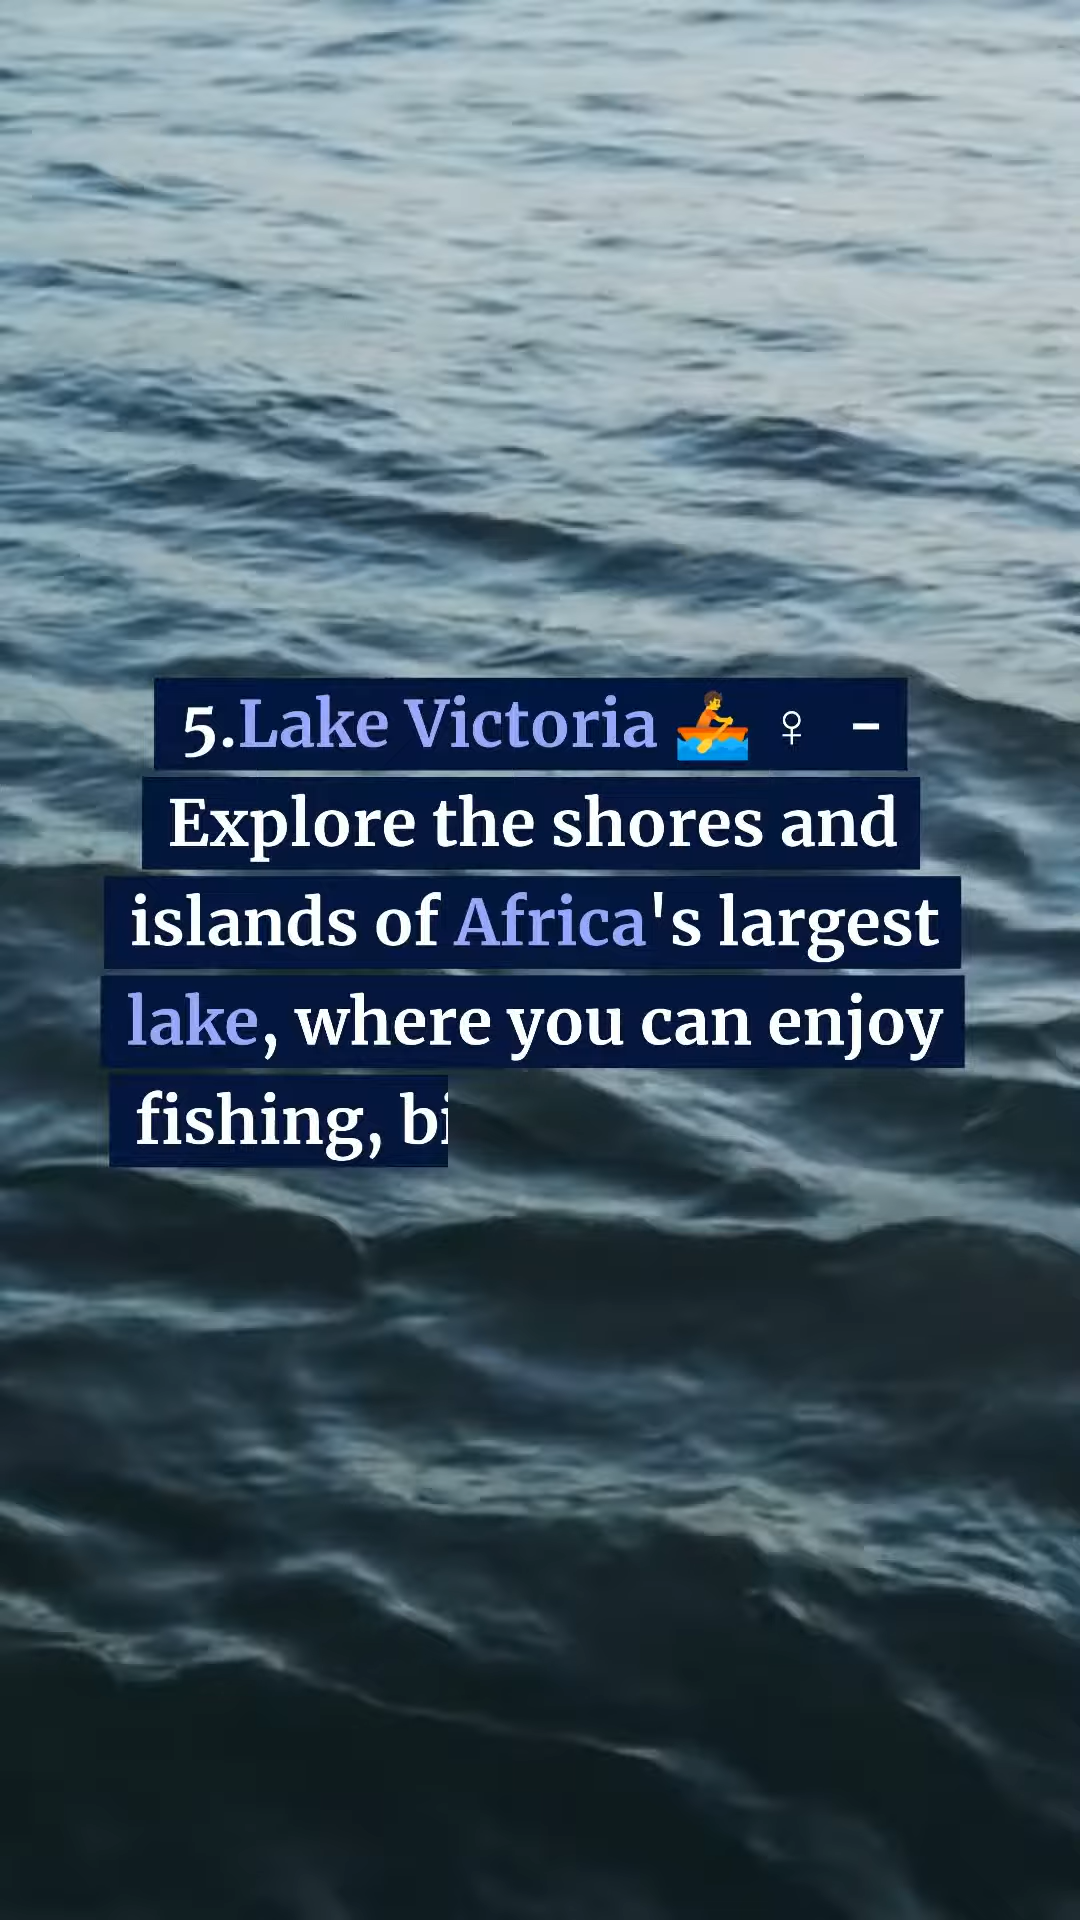 5.Lake Victoria 🚣 ♀ -
Explore the shores and
islands of Africa's largest
lake, where you can enjoy
fishing,